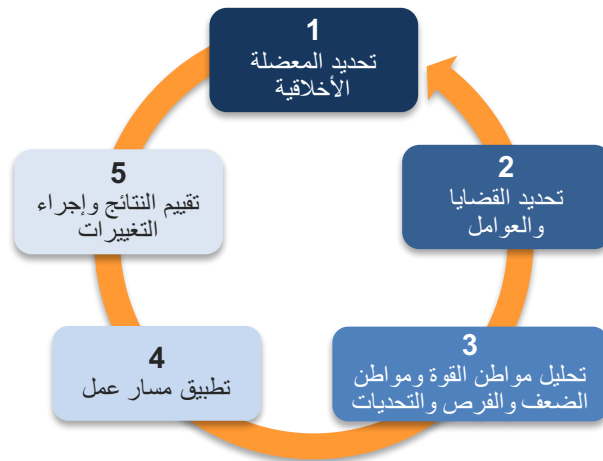 1
تحديد المعضلة
الأخلاقية
2
تحديد القضايا
والعوامل
3
تحليل مواطن القوة ومواطن
الضعف والفرص والتحديات
4
تطبيق مسار عمل
5
تقييم النتائج وإجراء
التغييرات